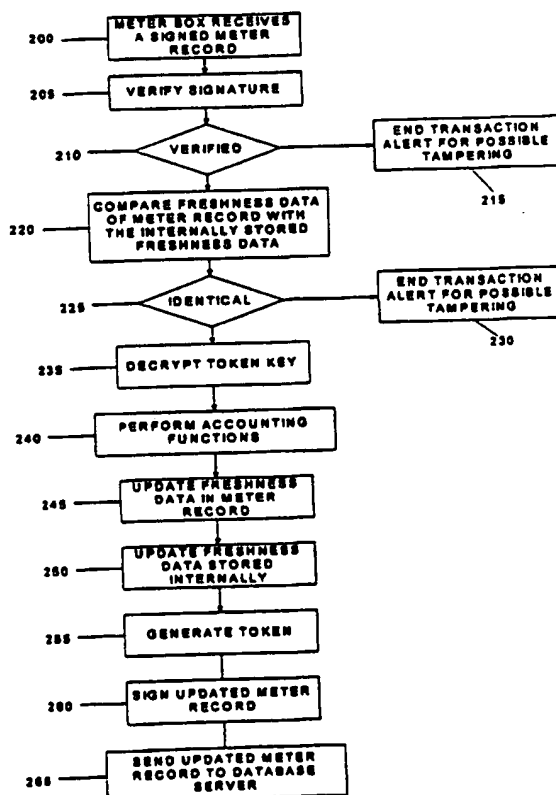 200
METER BOX RECEIVES
A SIGNED METER
RECORD
205
VERIFY SIGNATURE
210
VERIFIED
END TRANSACTION
ALERT FOR POSSIBLE
TAMPERING
215
220
COMPARE FRESHNESS DATA
OF METER RECORD WITH
THE INTERNALLY STORED
FRESHNESS DATA
225
IDENTICAL
END TRANSACTION
ALERT FOR POSSIBLE
TAMPERING
230
235
DECRYPT TOKEN KEY
240
PERFORM ACCOUNTING
FUNCTIONS
245
UPDATE FRESHNESS
DATA IN METER
RECORD
250
UPDATE FRESHNESS
DATA STORED
INTERNALLY
255
GENERATE TOKEN
260
SIGN UPDATED METER
RECORD
265
SEND UPDATED METER
RECORD TO DATABASE
SERVER